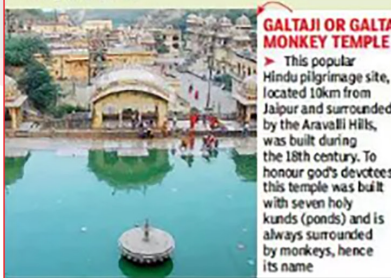 GALTAJI OR GALTA
MONKEY TEMPLE
➤ This popular
Hindu pilgrimage site,
located 10km from
Jaipur and surrounded
by the Aravalli Hills,
was built during
the 18th century. To
honour god's devotees
this temple was built
with seven holy
kunds (ponds) and is
always surrounded
by monkeys, hence
its name